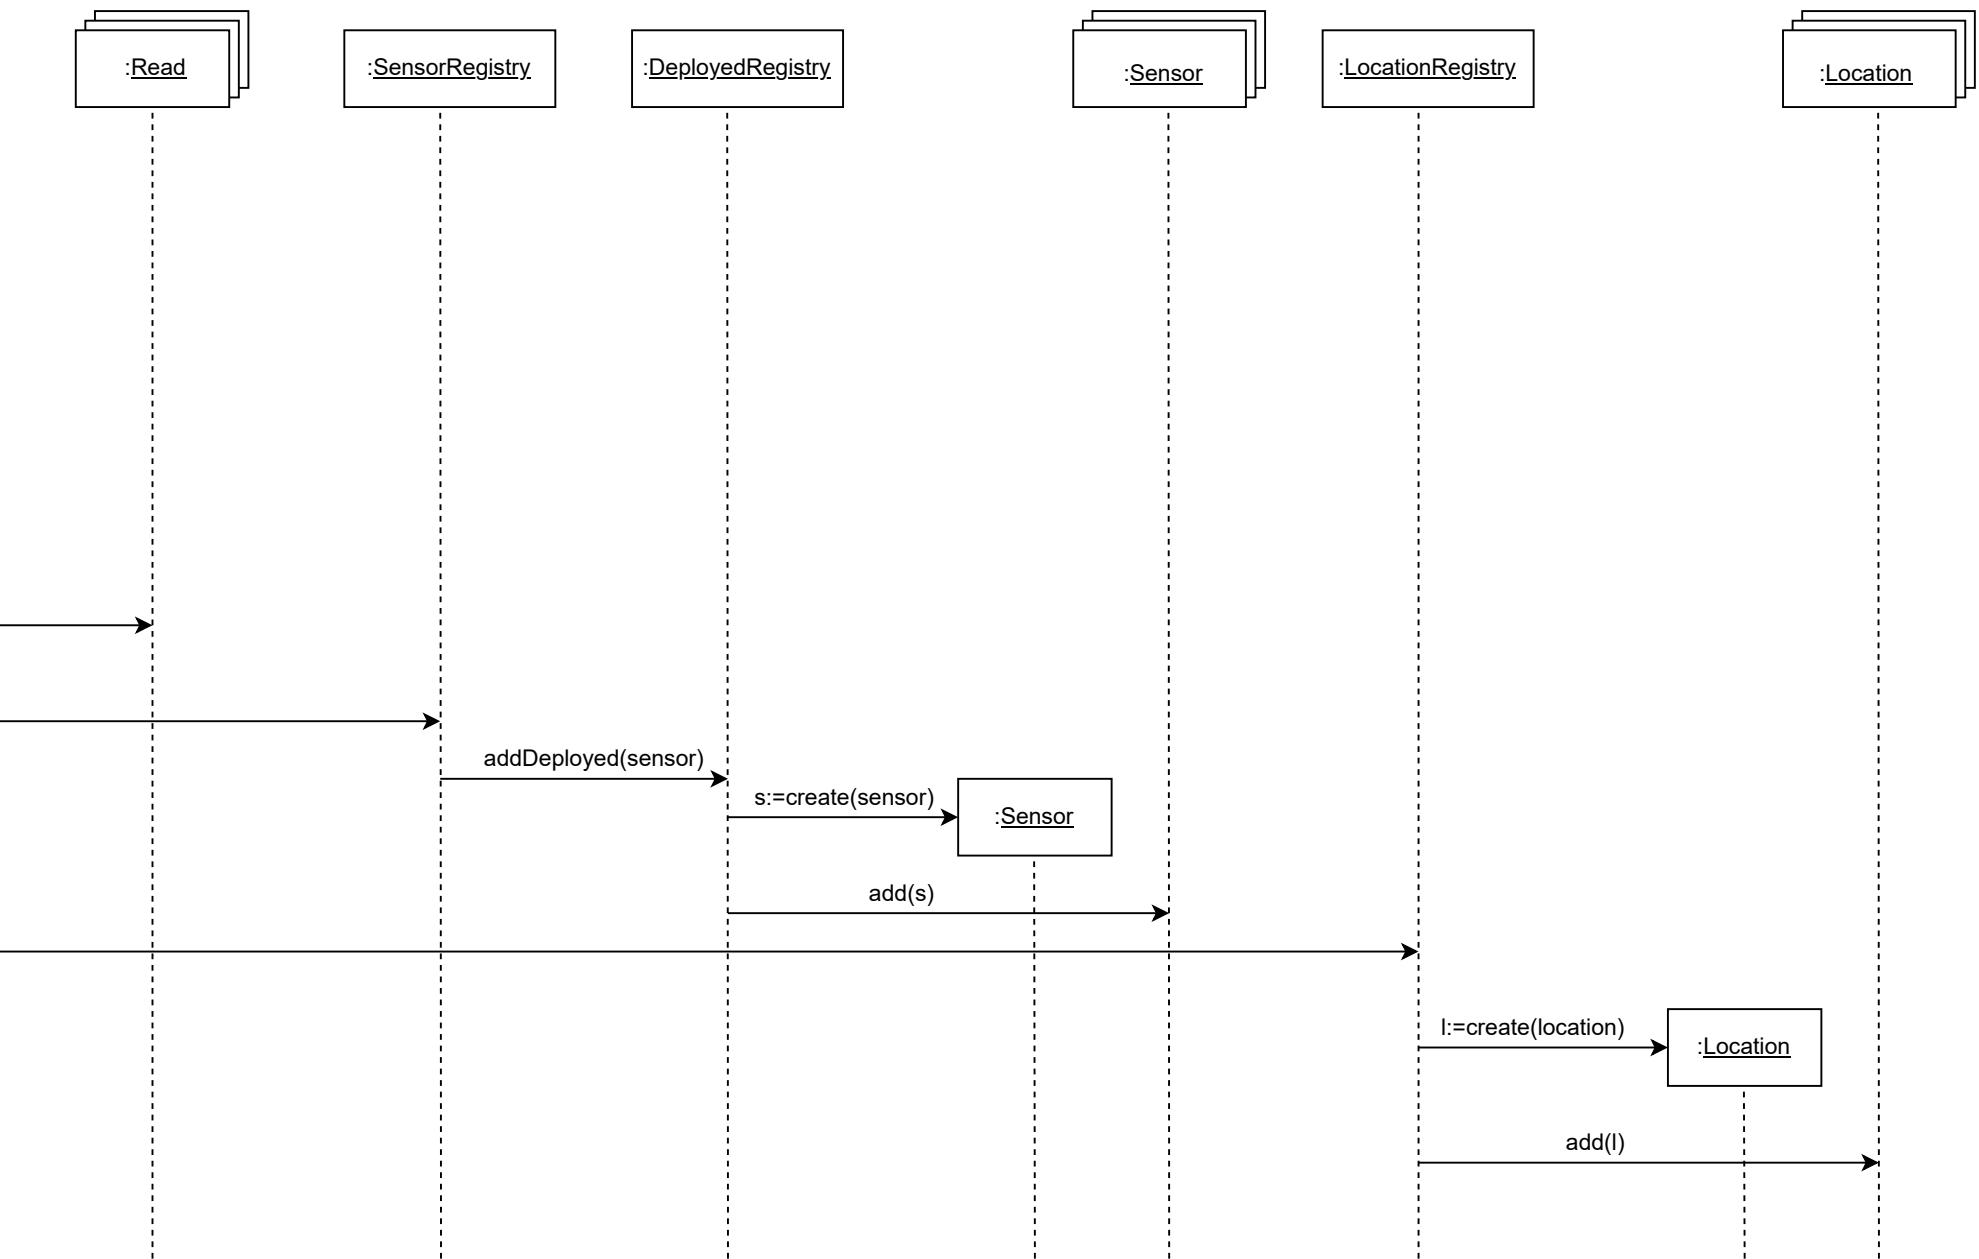 :Read
:SensorRegistry
:DeployedRegistry
:Sensor
:LocationRegistry
:Location
addDeployed(sensor)
s:=create(sensor)
:Sensor
add(s)
l:=create(location)
:Location
add(l)